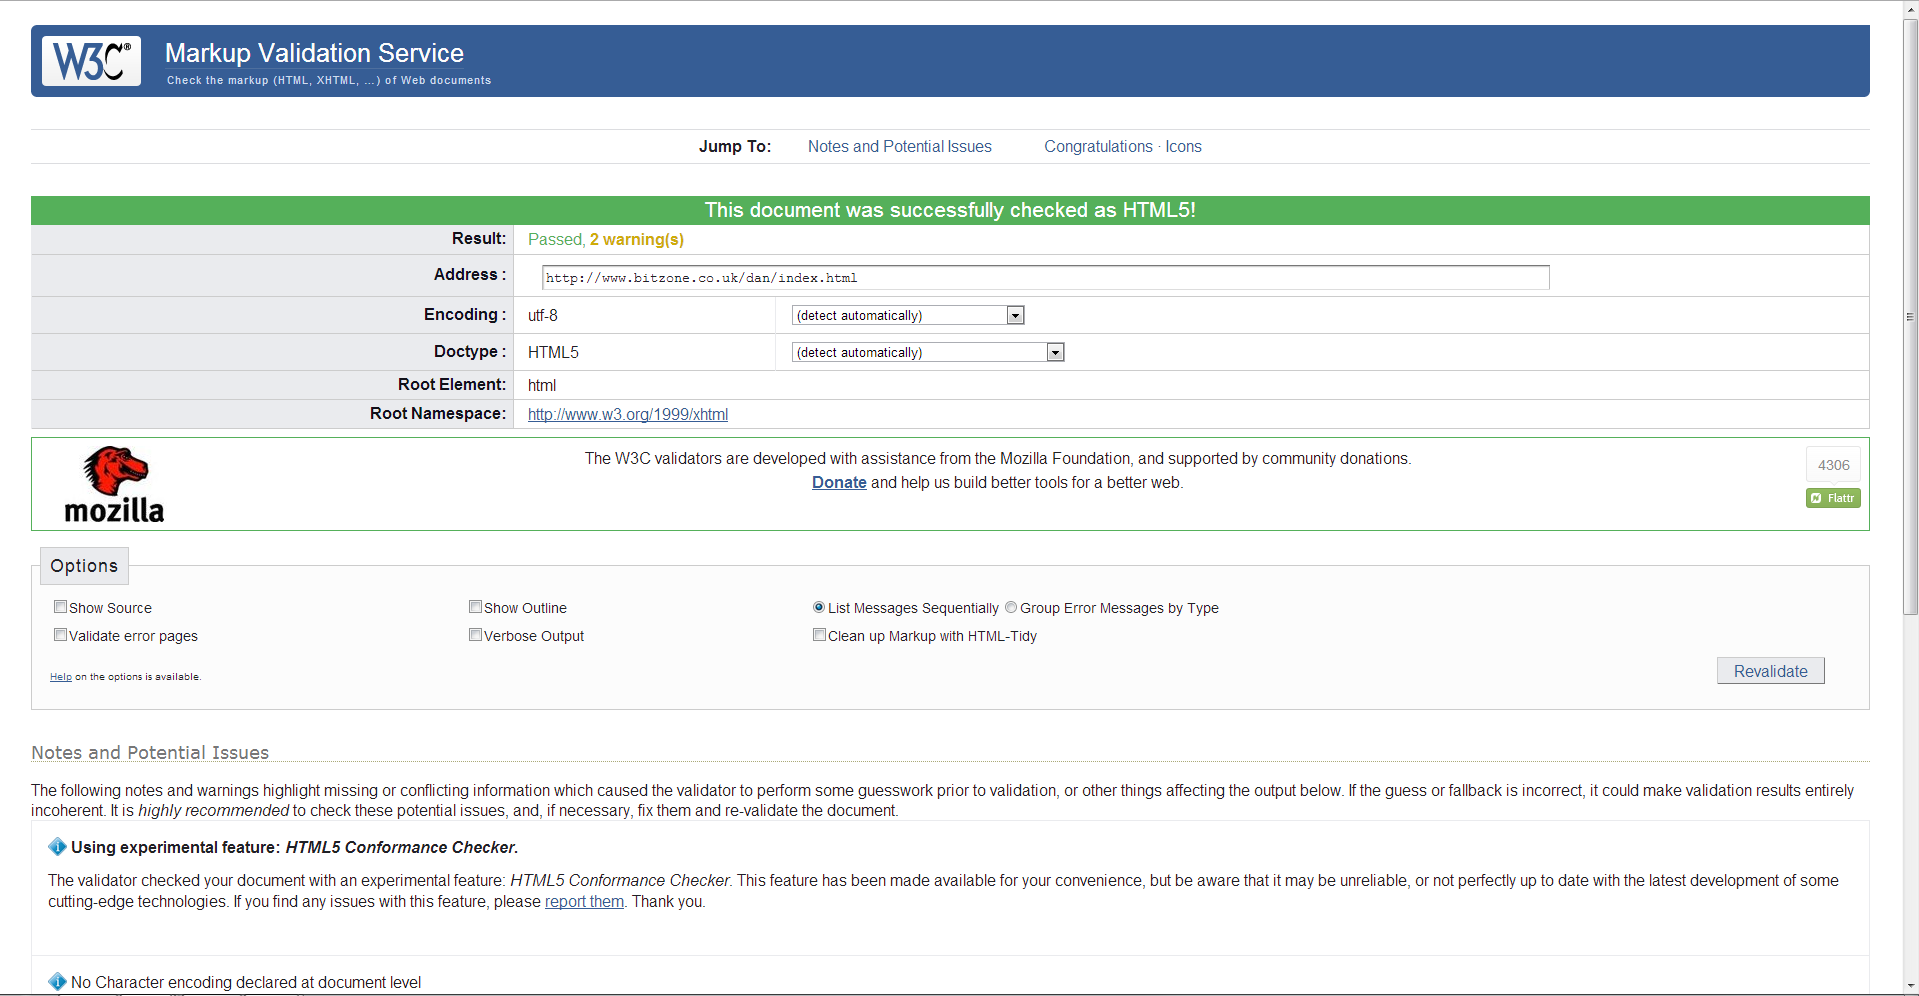 W3C®
Markup Validation Service
Check the markup (HTML, XHTML, ...) of Web documents
Jump To: Notes and Potential Issues Congratulations · Icons
This document was successfully checked as HTML5!
Result: Passed, 2 warning(s)
Address : http://www.bitzone.co.uk/dan/index.html
Encoding : utf-8 (detect automatically)
Doctype : HTML5 (detect automatically)
Root Element: html
Root Namespace: http://www.w3.org/1999/xhtml
mozilla
The W3C validators are developed with assistance from the Mozilla Foundation, and supported by community donations.
Donate and help us build better tools for a better web.
4306
Flattr
Options
Show Source Show Outline List Messages Sequentially Group Error Messages by Type
Validate error pages Verbose Output Clean up Markup with HTML-Tidy
Help on the options is available.
Revalidate
Notes and Potential Issues
The following notes and warnings highlight missing or conflicting information which caused the validator to perform some guesswork prior to validation, or other things affecting the output below. If the guess or fallback is incorrect, it could make validation results entirely
incoherent. It is highly recommended to check these potential issues, and, if necessary, fix them and re-validate the document.
Using experimental feature: HTML5 Conformance Checker.
The validator checked your document with an experimental feature: HTML5 Conformance Checker. This feature has been made available for your convenience, but be aware that it may be unreliable, or not perfectly up to date with the latest development of some
cutting-edge technologies. If you find any issues with this feature, please report them. Thank you.
No Character encoding declared at document level